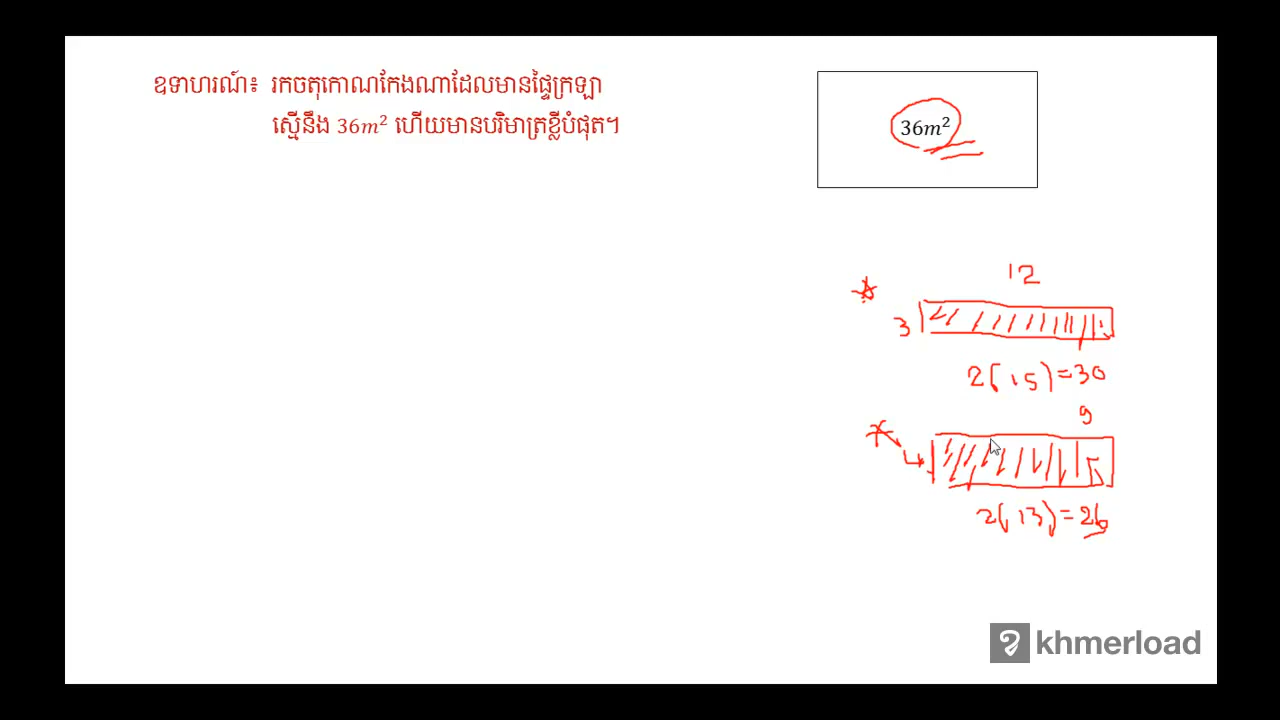 ឧទាហរណ៍៖ រកចតុកោណកែងណាដែលមានផ្ទៃក្រឡា
ស្មើនឹង 36m² ហើយមានបរិមាត្រខ្លីបំផុត។
36m²
12
3
2(15)=30
9
4
2(13)=26
khmerload